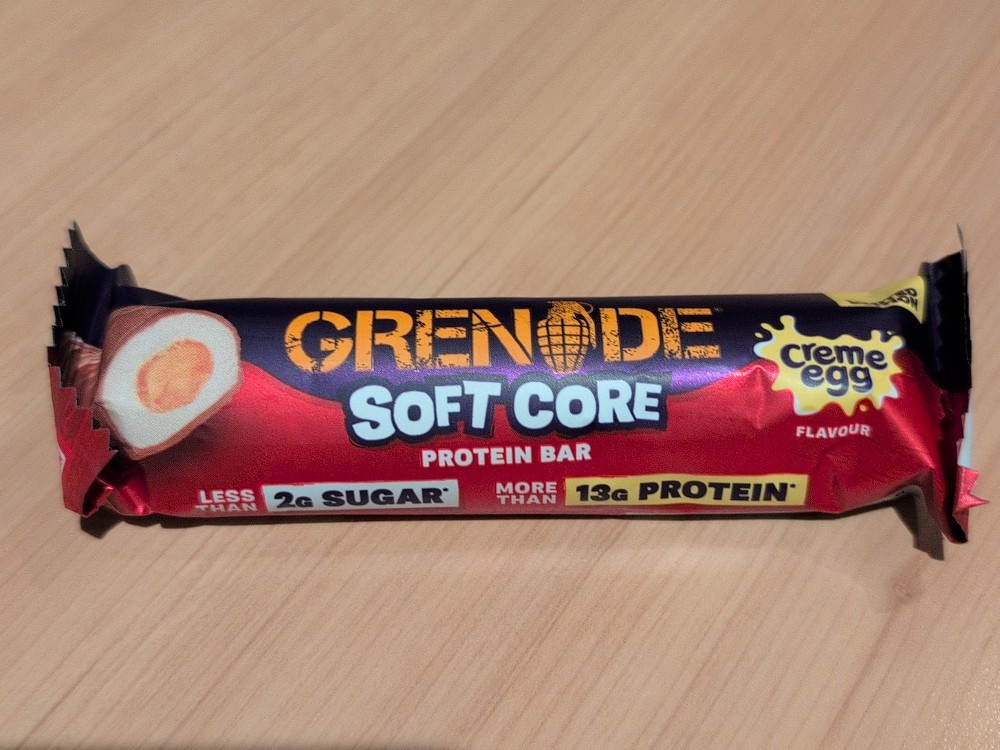 GRENADE
SOFT CORE
PROTEIN BAR
LESS
THAN
2G SUGAR*
MORE
THAN
13G PROTEIN*
creme
egg
FLAVOUR